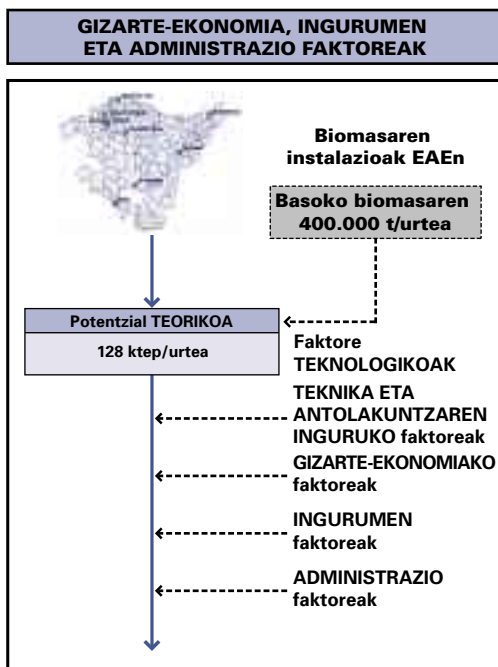 GIZARTE-EKONOMIA, INGURUMEN
ETA ADMINISTRAZIO FAKTOREAK
Biomasaren
instalazioak EAEn
Basoko biomasaren
400.000 t/urtea
Potentzial TEORIKOA
128 ktep/urtea
Faktore
TEKNOLOGIKOAK
TEKNIKA ETA
ANTOLAKUNTZAREN
INGURUKO faktoreak
GIZARTE-EKONOMIAKO
faktoreak
INGURUMEN
faktoreak
ADMINISTRAZIO
faktoreak